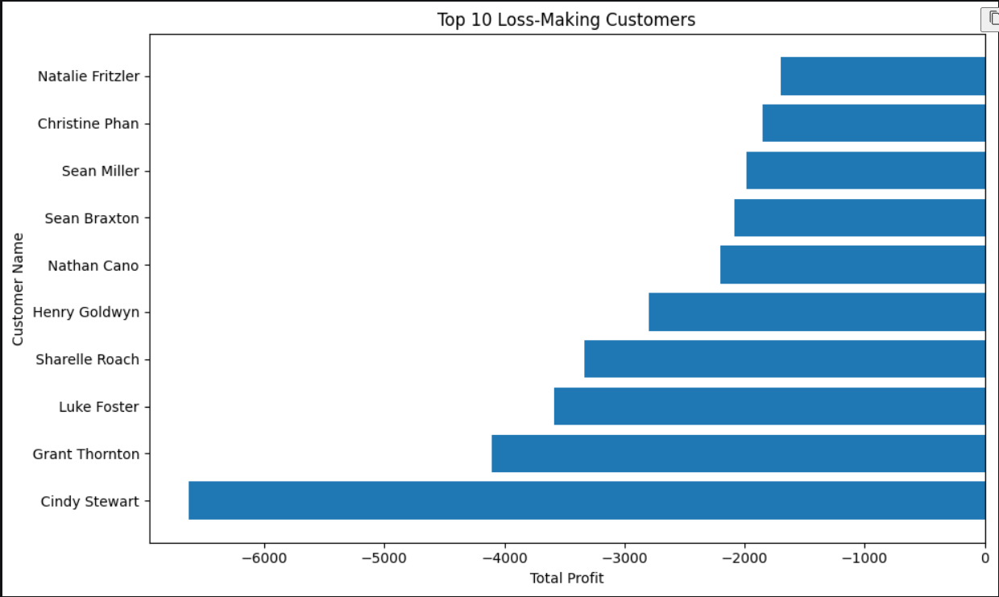 Top 10 Loss-Making Customers
Natalie Fritzler
Christine Phan
Sean Miller
Sean Braxton
Nathan Cano
Henry Goldwyn
Sharelle Roach
Luke Foster
Grant Thornton
Cindy Stewart
Customer Name
−6000 −5000 −4000 −3000 −2000 −1000 0
Total Profit